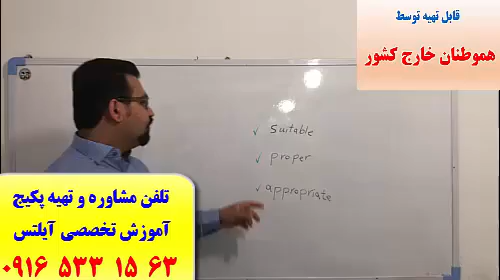 قابل تهیه توسط
هموطنان خارج کشور
✓ suitable
✓ proper
✓ appropriate
تلفن مشاوره و تهیه پکیج
آموزش تخصصی آیلتس
۰۹۱۶ ۵۳۳ ۱۵ ۶۳